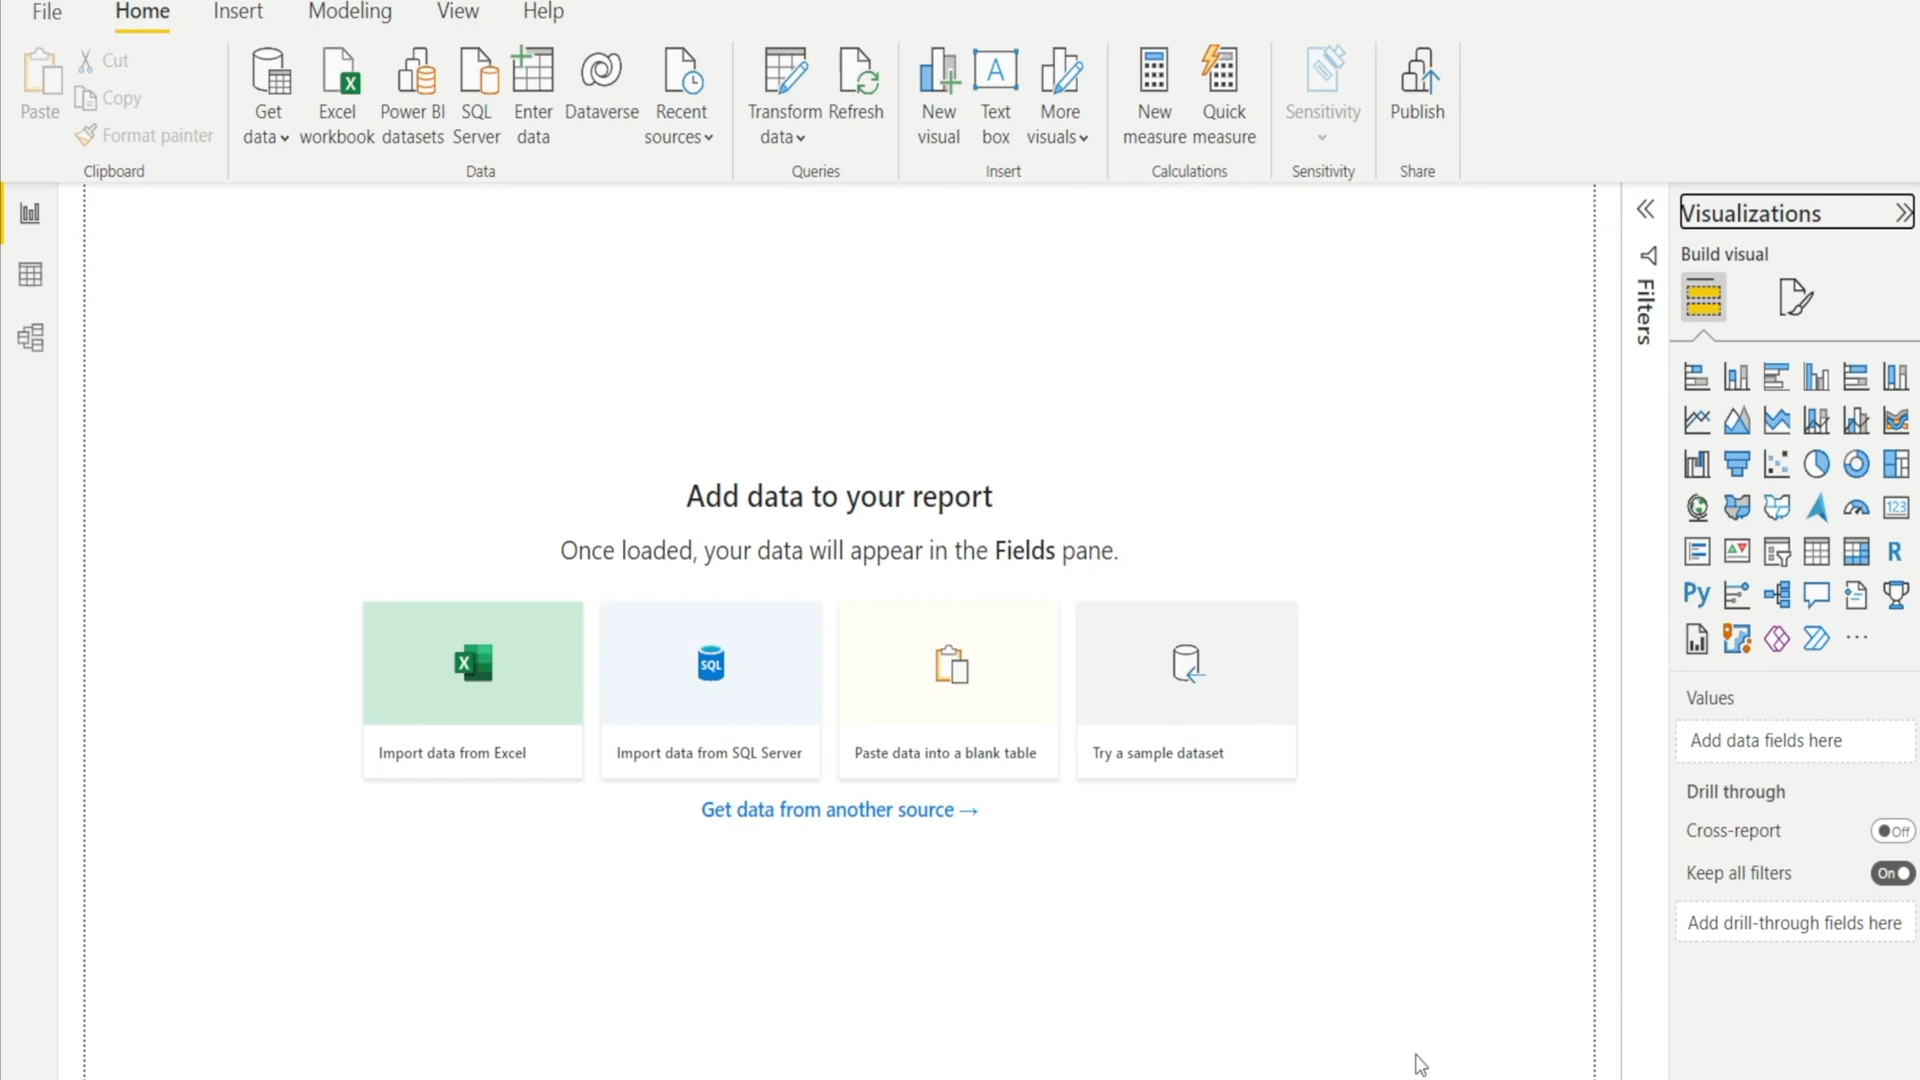 File Home Insert Modeling View Help
Paste
Cut
Copy
Format painter
Clipboard
Get
data
Excel
workbook
Power BI
datasets
SQL
Server
Enter
data
Dataverse
Recent
sources
Data
Transform
data
Refresh
Queries
New
visual
A
Text
box
More
visuals
Insert
New
measure
Quick
measure
Calculations
Sensitivity
Sensitivity
Publish
Share
Add data to your report
Once loaded, your data will appear in the Fields pane.
X
SQL
Import data from Excel
Import data from SQL Server
Paste data into a blank table
Try a sample dataset
Get data from another source →
Filters
Visualizations
Build visual
123
R
Py
Values
Add data fields here
Drill through
Cross-report
Off
Keep all filters
On
Add drill-through fields here